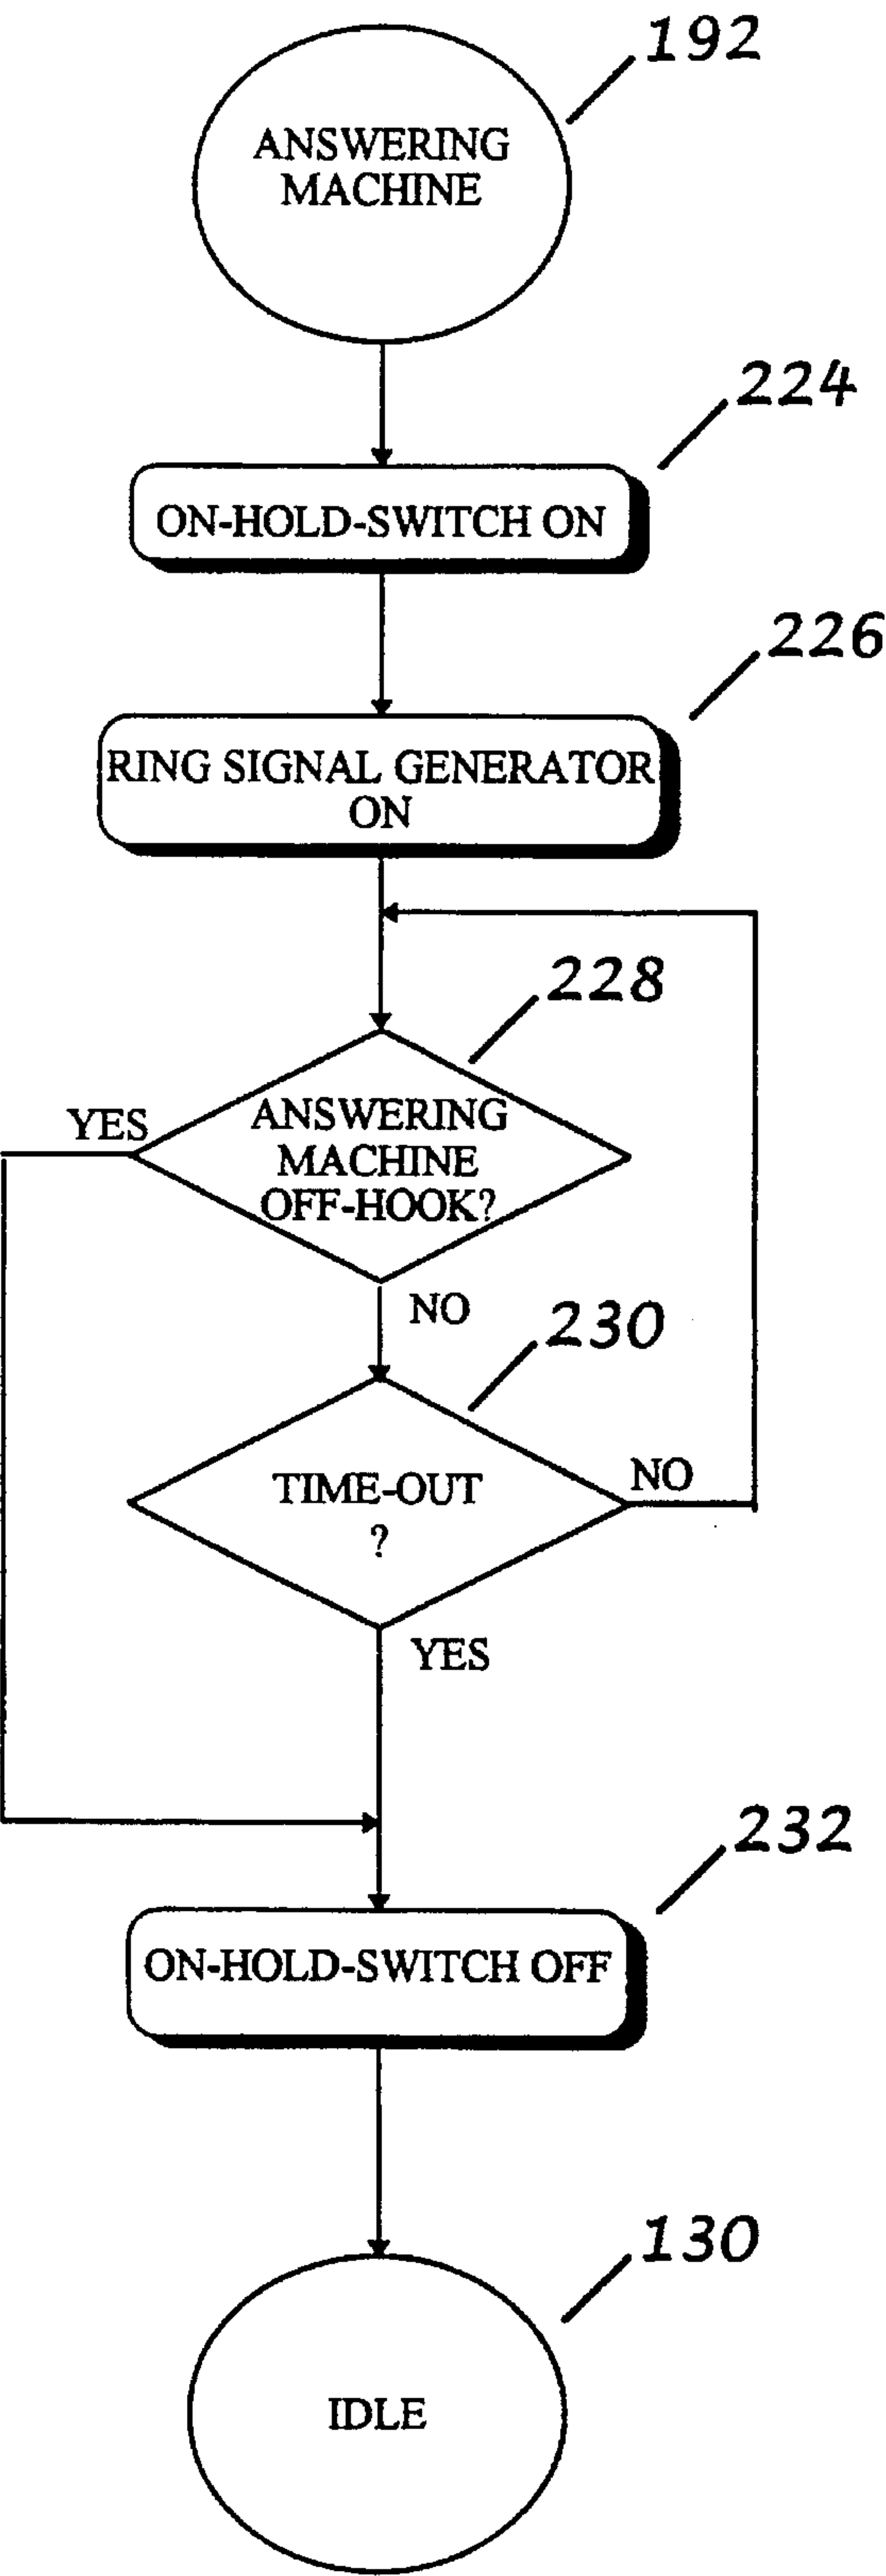 192
ANSWERING
MACHINE
224
ON-HOLD-SWITCH ON
226
RING SIGNAL GENERATOR
ON
228
YES
ANSWERING
MACHINE
OFF-HOOK?
NO
230
TIME-OUT
?
NO
YES
232
ON-HOLD-SWITCH OFF
130
IDLE